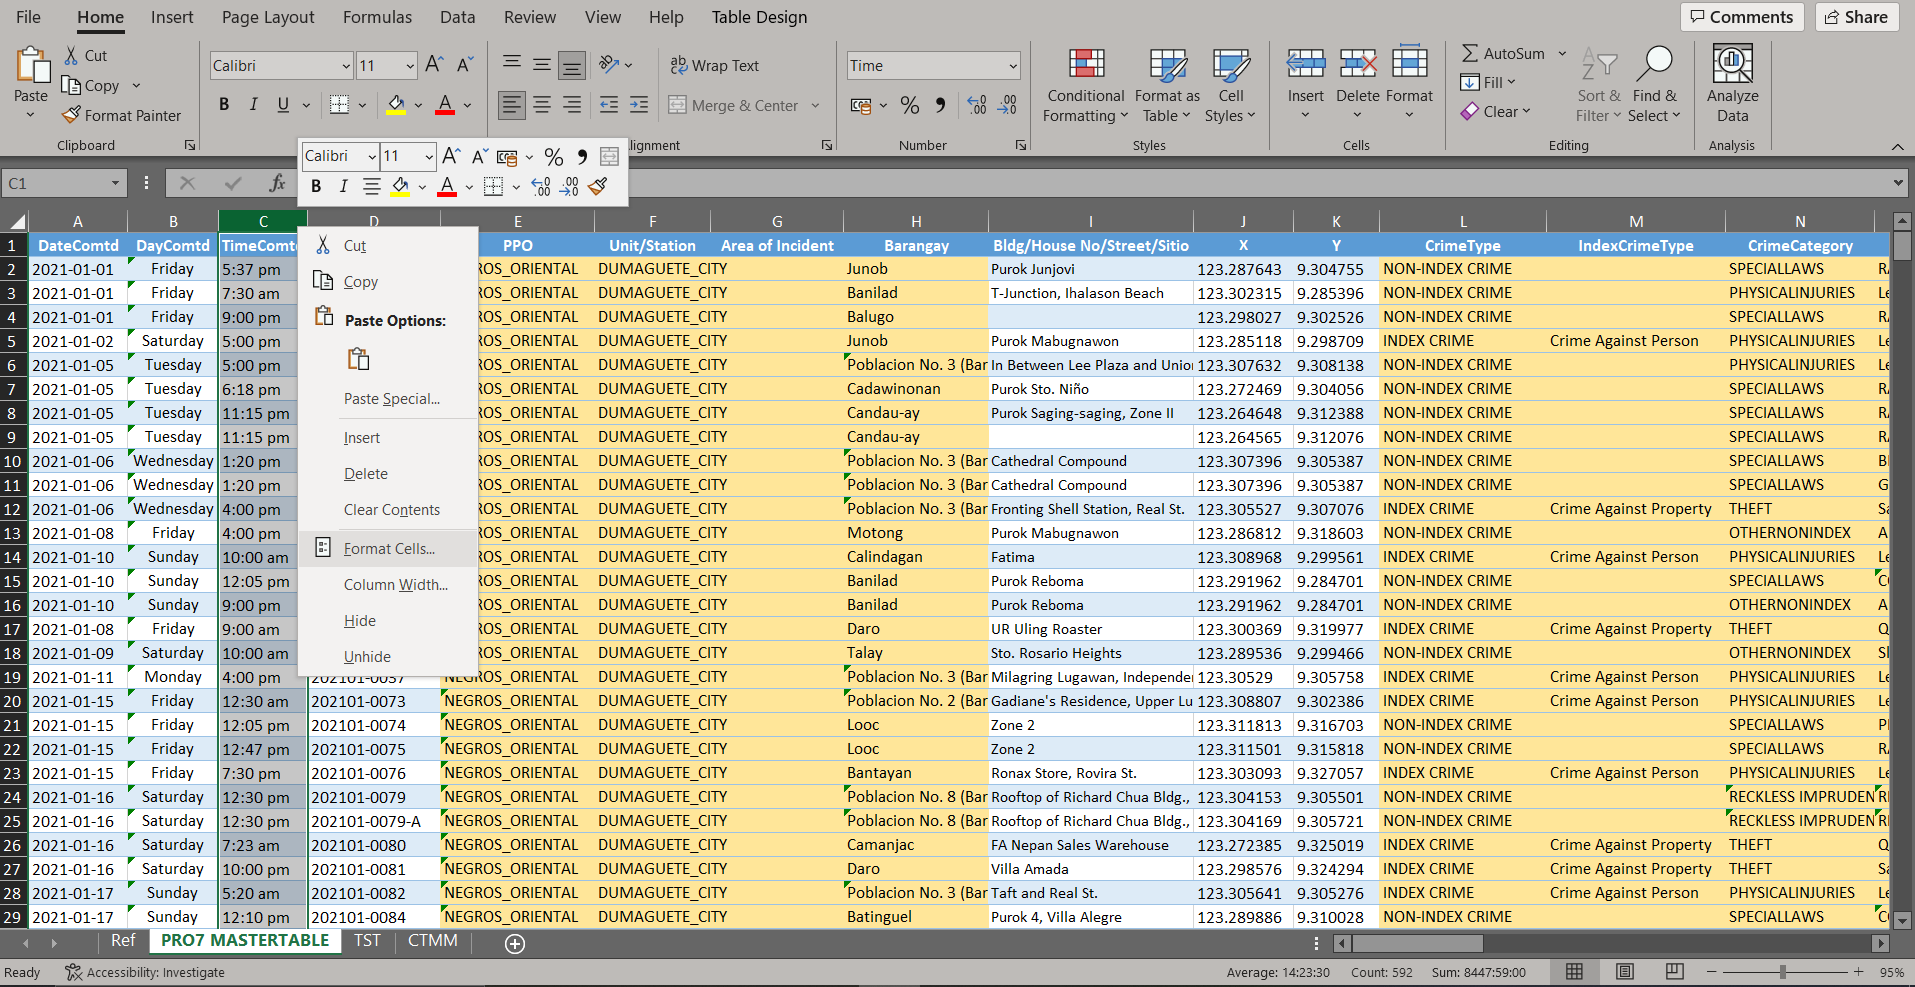 File Home Insert Page Layout Formulas Data Review View Help Table Design Comments Share
Paste Cut Copy Format Painter Clipboard
Calibri 11 B I U
Wrap Text Merge & Center lignment
Time % Number
Conditional Formatting Format as Table Cell Styles Styles
Insert Delete Format Cells
AutoSum Fill Clear Sort & Filter Find & Select Editing
Analyze Data Analysis
Calibri 11 % B I A
C1 fx
A B C D E F G H I J K L M N
1 DateComtd DayComtd TimeComt PPO Unit/Station Area of Incident Barangay Bldg/House No/Street/Sitio X Y CrimeType IndexCrimeType CrimeCategory
2 2021-01-01 Friday 5:37 pm ROS_ORIENTAL DUMAGUETE_CITY Junob Purok Junjovi 123.287643 9.304755 NON-INDEX CRIME SPECIALLAWS
3 2021-01-01 Friday 7:30 am ROS_ORIENTAL DUMAGUETE_CITY Banilad T-Junction, Ihalason Beach 123.302315 9.285396 NON-INDEX CRIME PHYSICALINJURIES Le
4 2021-01-01 Friday 9:00 pm ROS_ORIENTAL DUMAGUETE_CITY Balugo 123.298027 9.302526 NON-INDEX CRIME SPECIALLAWS
5 2021-01-02 Saturday 5:00 pm ROS_ORIENTAL DUMAGUETE_CITY Junob Purok Mabugnawon 123.285118 9.298709 INDEX CRIME Crime Against Person PHYSICALINJURIES Le
6 2021-01-05 Tuesday 5:00 pm ROS_ORIENTAL DUMAGUETE_CITY Poblacion No. 3 (Bar In Between Lee Plaza and Union 123.307632 9.308138 NON-INDEX CRIME PHYSICALINJURIES Le
7 2021-01-05 Tuesday 6:18 pm ROS_ORIENTAL DUMAGUETE_CITY Cadawinonan Purok Sto. Niño 123.272469 9.304056 NON-INDEX CRIME SPECIALLAWS
8 2021-01-05 Tuesday 11:15 pm ROS_ORIENTAL DUMAGUETE_CITY Candau-ay Purok Saging-saging, Zone II 123.264648 9.312388 NON-INDEX CRIME SPECIALLAWS
9 2021-01-05 Tuesday 11:15 pm ROS_ORIENTAL DUMAGUETE_CITY Candau-ay 123.264565 9.312076 NON-INDEX CRIME SPECIALLAWS
10 2021-01-06 Wednesday 1:20 pm ROS_ORIENTAL DUMAGUETE_CITY Poblacion No. 3 (Bar Cathedral Compound 123.307396 9.305387 NON-INDEX CRIME SPECIALLAWS
11 2021-01-06 Wednesday 1:20 pm ROS_ORIENTAL DUMAGUETE_CITY Poblacion No. 3 (Bar Cathedral Compound 123.307396 9.305387 NON-INDEX CRIME SPECIALLAWS
12 2021-01-06 Wednesday 4:00 pm ROS_ORIENTAL DUMAGUETE_CITY Poblacion No. 3 (Bar Fronting Shell Station, Real St. 123.305527 9.307076 INDEX CRIME Crime Against Property THEFT Sa
13 2021-01-08 Friday 4:00 pm ROS_ORIENTAL DUMAGUETE_CITY Motong Purok Mabugnawon 123.286812 9.318603 NON-INDEX CRIME OTHERNONINDEX A
14 2021-01-10 Sunday 10:00 am ROS_ORIENTAL DUMAGUETE_CITY Calindagan Fatima 123.308968 9.299561 INDEX CRIME Crime Against Person PHYSICALINJURIES Le
15 2021-01-10 Sunday 12:05 pm ROS_ORIENTAL DUMAGUETE_CITY Banilad Purok Reboma 123.291962 9.284701 NON-INDEX CRIME SPECIALLAWS
16 2021-01-10 Sunday 9:00 pm ROS_ORIENTAL DUMAGUETE_CITY Banilad Purok Reboma 123.291962 9.284701 NON-INDEX CRIME OTHERNONINDEX A
17 2021-01-08 Friday 9:00 am ROS_ORIENTAL DUMAGUETE_CITY Daro UR Uling Roaster 123.300369 9.319977 INDEX CRIME Crime Against Property THEFT
18 2021-01-09 Saturday 10:00 am ROS_ORIENTAL DUMAGUETE_CITY Talay Sto. Rosario Heights 123.289536 9.299466 NON-INDEX CRIME OTHERNONINDEX
19 2021-01-11 Monday 4:00 pm 202101-0037 NEGROS_ORIENTAL DUMAGUETE_CITY Poblacion No. 3 (Bar Milagring Lugawan, Independen 123.30529 9.305758 INDEX CRIME Crime Against Person PHYSICALINJURIES Le
20 2021-01-15 Friday 12:30 am 202101-0073 NEGROS_ORIENTAL DUMAGUETE_CITY Poblacion No. 2 (Bar Gadiane's Residence, Upper Lu 123.308807 9.302386 INDEX CRIME Crime Against Person PHYSICALINJURIES Le
21 2021-01-15 Friday 12:05 pm 202101-0074 NEGROS_ORIENTAL DUMAGUETE_CITY Looc Zone 2 123.311813 9.316703 NON-INDEX CRIME SPECIALLAWS
22 2021-01-15 Friday 12:47 pm 202101-0075 NEGROS_ORIENTAL DUMAGUETE_CITY Looc Zone 2 123.311501 9.315818 NON-INDEX CRIME SPECIALLAWS
23 2021-01-15 Friday 7:30 pm 202101-0076 NEGROS_ORIENTAL DUMAGUETE_CITY Bantayan Ronax Store, Rovira St. 123.303093 9.327057 INDEX CRIME Crime Against Person PHYSICALINJURIES Le
24 2021-01-16 Saturday 12:30 pm 202101-0079 NEGROS_ORIENTAL DUMAGUETE_CITY Poblacion No. 8 (Bar Rooftop of Richard Chua Bldg., 123.304153 9.305501 NON-INDEX CRIME RECKLESS IMPRUDEN
25 2021-01-16 Saturday 12:30 pm 202101-0079-A NEGROS_ORIENTAL DUMAGUETE_CITY Poblacion No. 8 (Bar Rooftop of Richard Chua Bldg., 123.304169 9.305721 NON-INDEX CRIME RECKLESS IMPRUDEN
26 2021-01-16 Saturday 7:23 am 202101-0080 NEGROS_ORIENTAL DUMAGUETE_CITY Camanjac FA Nepan Sales Warehouse 123.272385 9.325019 INDEX CRIME Crime Against Property THEFT
27 2021-01-16 Saturday 10:00 pm 202101-0081 NEGROS_ORIENTAL DUMAGUETE_CITY Daro Villa Amada 123.298576 9.324294 INDEX CRIME Crime Against Property THEFT Sa
28 2021-01-17 Sunday 5:20 am 202101-0082 NEGROS_ORIENTAL DUMAGUETE_CITY Poblacion No. 3 (Bar Taft and Real St. 123.305641 9.305276 INDEX CRIME Crime Against Person PHYSICALINJURIES Le
29 2021-01-17 Sunday 12:10 pm 202101-0084 NEGROS_ORIENTAL DUMAGUETE_CITY Batinguel Purok 4, Villa Alegre 123.289886 9.310028 NON-INDEX CRIME SPECIALLAWS
Cut
Copy
Paste Options:
Paste Special...
Insert
Delete
Clear Contents
Format Cells...
Column Width...
Hide
Unhide
Ref PRO7 MASTERTABLE TST CTMM
Ready Accessibility: Investigate Average: 14:23:30 Count: 592 Sum: 8447:59:00 95%